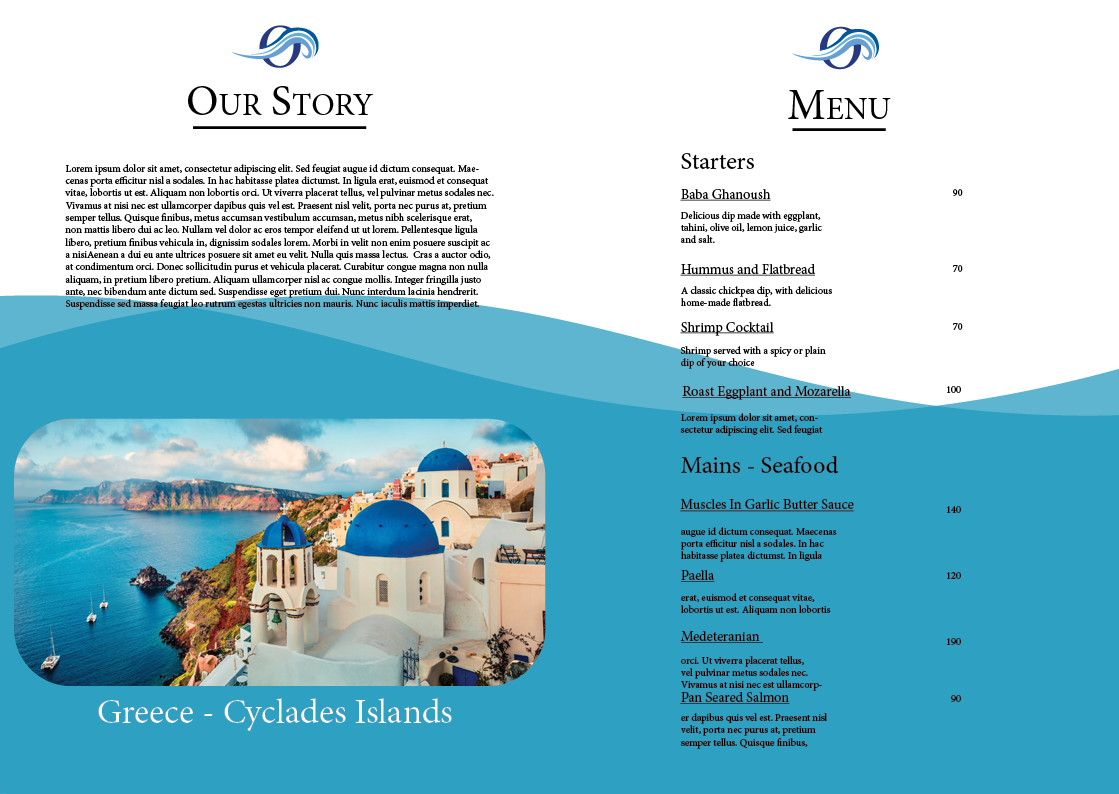 Our Story
Lorem ipsum dolor sit amet, consectetur adipiscing elit. Sed feugiat augue id dictum consequat. Mae-
cenas porta efficitur nisl a sodales. In hac habitasse platea dictumst. In ligula erat, euismod et consequat
vitae, lobortis ut est. Aliquam non lobortis orci. Ut viverra placerat tellus, vel pulvinar metus sodales nec.
Vivamus at nisi nec est ullamcorper dapibus quis vel est. Praesent nisl velit, porta nec purus at, pretium
semper tellus. Quisque finibus, metus accumsan vestibulum accumsan, metus nibh scelerisque erat,
non mattis libero dui ac leo. Nullam vel dolor ac eros tempor eleifend ut ut lorem. Pellentesque ligula
libero, pretium finibus vehicula in, dignissim sodales lorem. Morbi in velit non enim posuere suscipit ac
a nisiAenean a dui eu ante ultrices posuere sit amet eu velit. Nulla quis massa lectus.  Cras a auctor odio,
at condimentum orci. Donec sollicitudin purus et vehicula placerat. Curabitur congue magna non nulla
aliquam, in pretium libero pretium. Aliquam ullamcorper nisl ac congue mollis. Integer fringilla justo
ante, nec bibendum ante dictum sed. Suspendisse eget pretium dui. Nunc interdum lacinia hendrerit.
Suspendisse sed massa feugiat leo rutrum egestas ultricies non mauris. Nunc iaculis mattis imperdiet.
Greece - Cyclades Islands
Menu
Starters
Baba Ghanoush 90
Delicious dip made with eggplant,
tahini, olive oil, lemon juice, garlic
and salt.
Hummus and Flatbread 70
A classic chickpea dip, with delicious
home-made flatbread.
Shrimp Cocktail 70
Shrimp served with a spicy or plain
dip of your choice
Roast Eggplant and Mozarella 100
Lorem ipsum dolor sit amet, con-
sectetur adipiscing elit. Sed feugiat
Mains - Seafood
Muscles In Garlic Butter Sauce 140
augue id dictum consequat. Maecenas
porta efficitur nisl a sodales. In hac
habitasse platea dictumst. In ligula
Paella 120
erat, euismod et consequat vitae,
lobortis ut est. Aliquam non lobortis
Medeteranian 190
orci. Ut viverra placerat tellus,
vel pulvinar metus sodales nec.
Vivamus at nisi nec est ullamcorp-
Pan Seared Salmon 90
er dapibus quis vel est. Praesent nisl
velit, porta nec purus at, pretium
semper tellus. Quisque finibus,